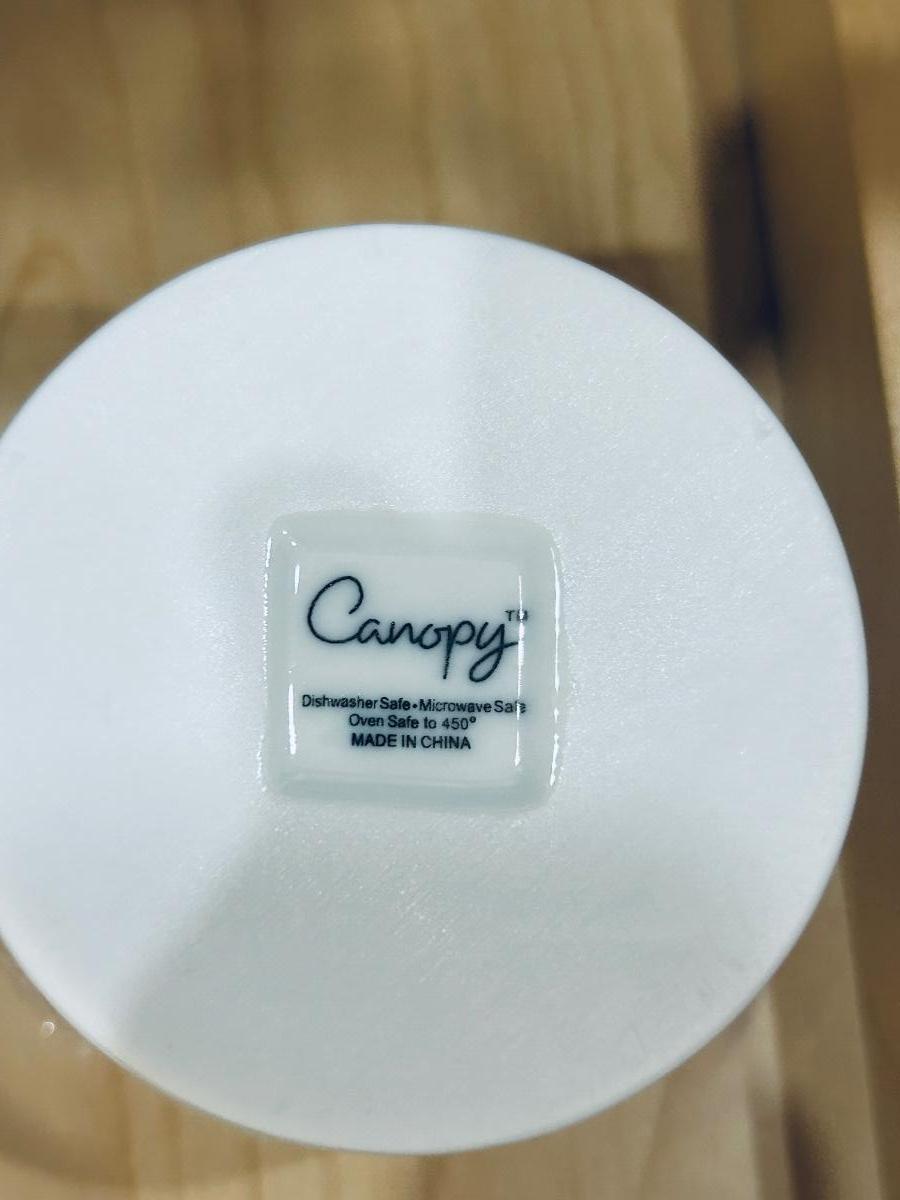 Canopy™
Dishwasher Safe•Microwave Safe
Oven Safe to 450°
MADE IN CHINA